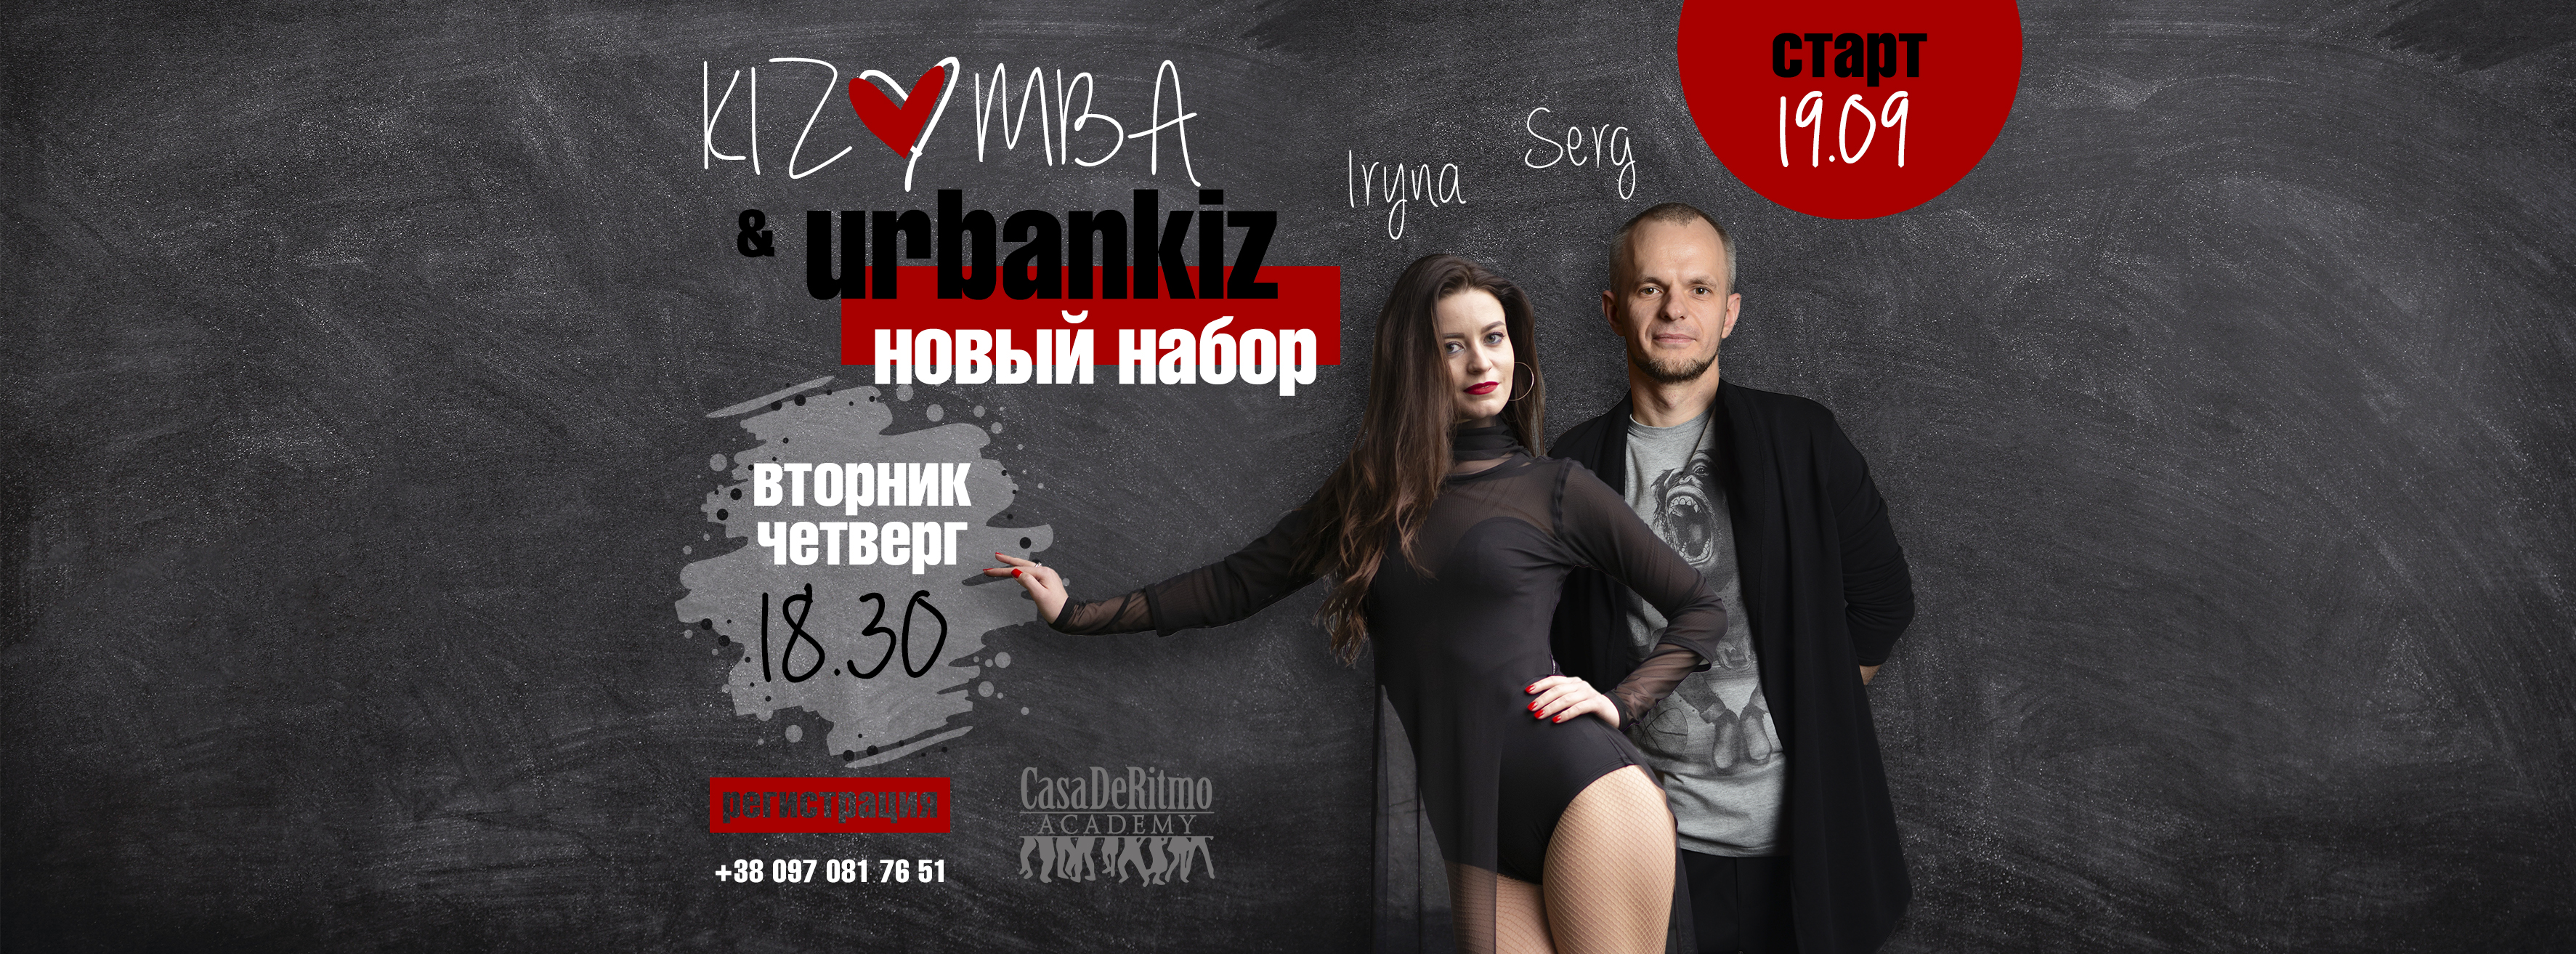 KIZOMBA
& urbankiz
новый набор
Iryna
Serg
старт
19.09
вторник
четверг
18.30
регистрация
+38 097 081 76 51
CasaDeRitmo
ACADEMY